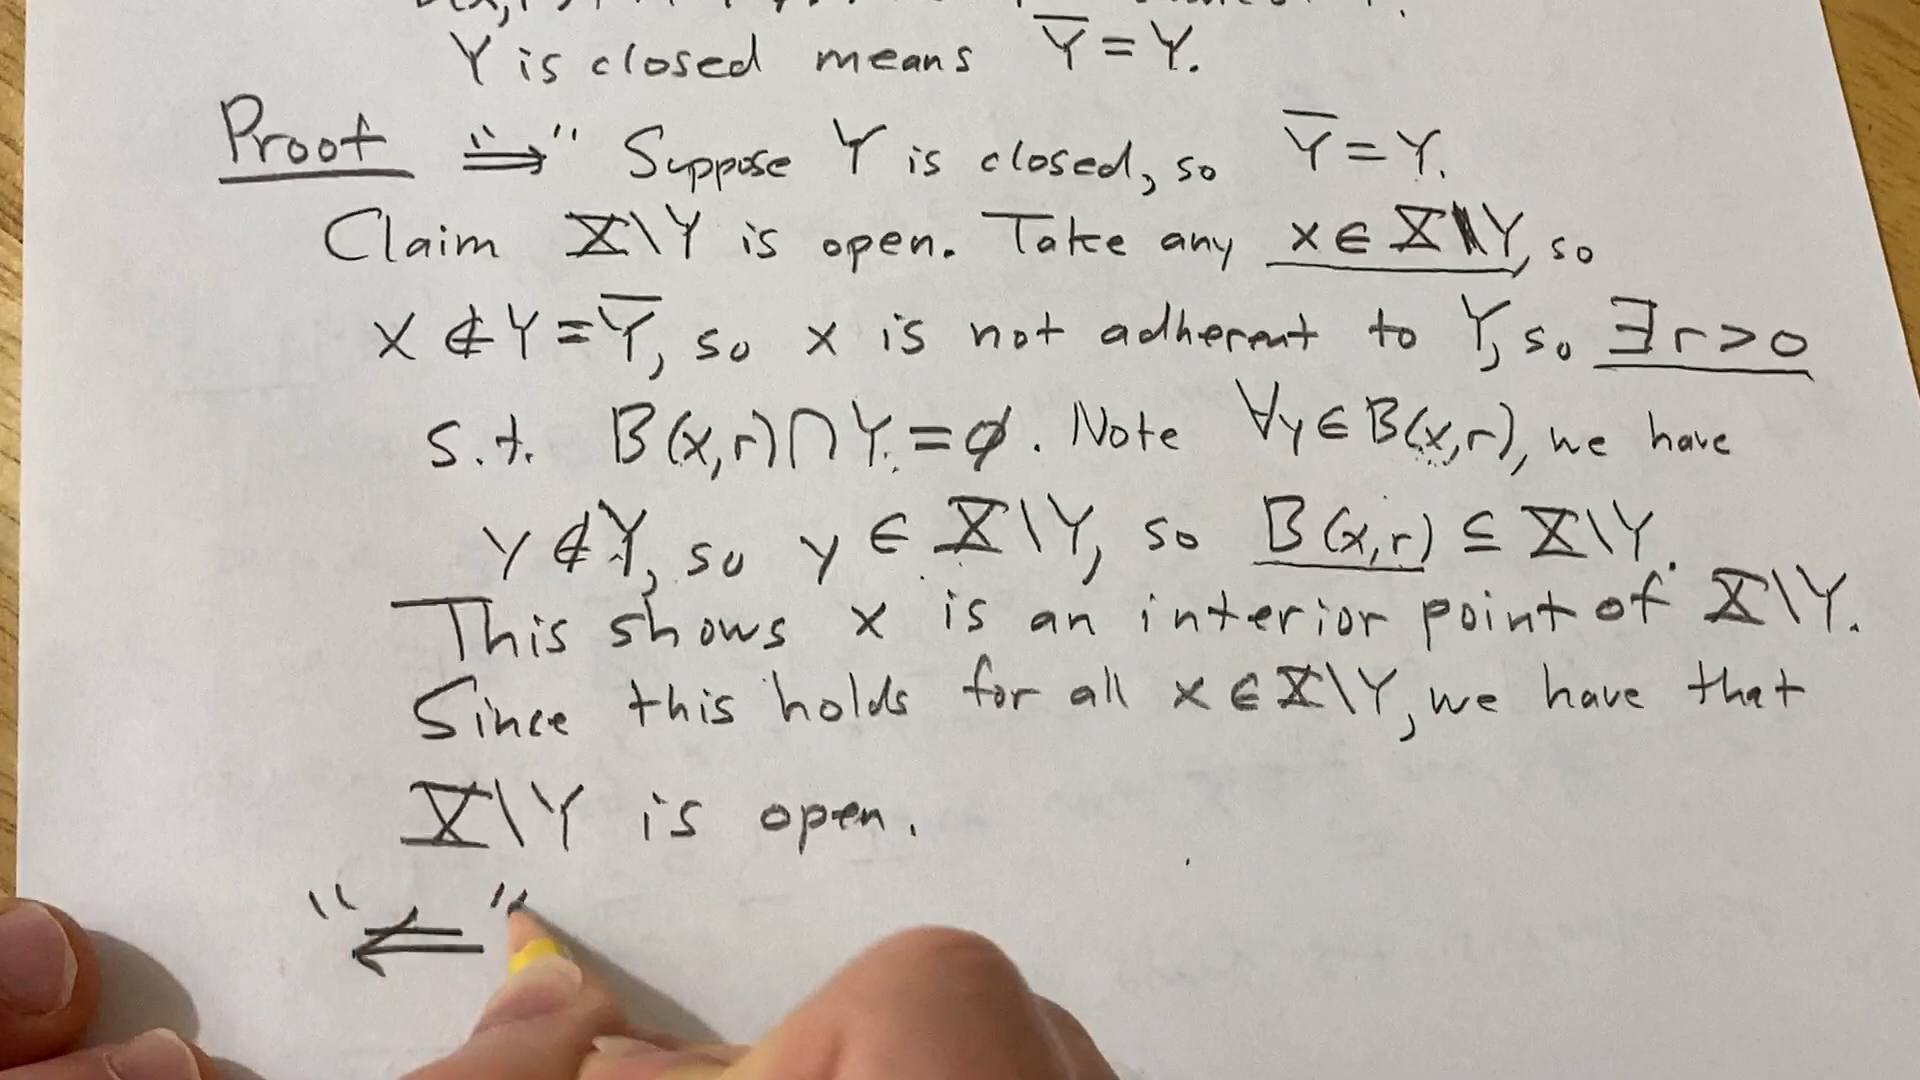 Y is closed means Y̅ = Y.
Proof "⟹" Suppose Y is closed, so Y̅ = Y.
Claim X\Y is open. Take any x ∈ X\Y, so
x ∉ Y = Y̅, so x is not adherent to Y, so ∃ r > 0
s.t. B(x,r) ∩ Y = ∅. Note ∀y ∈ B(x,r), we have
y ∉ Y, so y ∈ X\Y, so B(x,r) ⊆ X\Y.
This shows x is an interior point of X\Y.
Since this holds for all x ∈ X\Y, we have that
X\Y is open.
"⟸"